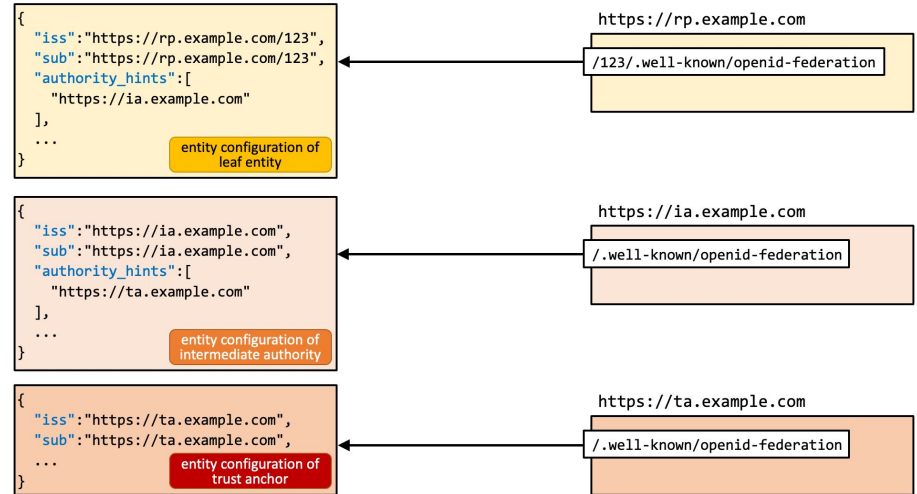 {
"iss":"https://rp.example.com/123",
"sub":"https://rp.example.com/123",
"authority_hints":[
"https://ia.example.com"
],
...
}
entity configuration of
leaf entity
https://rp.example.com
/123/.well-known/openid-federation
{
"iss":"https://ia.example.com",
"sub":"https://ia.example.com",
"authority_hints":[
"https://ta.example.com"
],
...
}
entity configuration of
intermediate authority
https://ia.example.com
/.well-known/openid-federation
{
"iss":"https://ta.example.com",
"sub":"https://ta.example.com",
...
}
entity configuration of
trust anchor
https://ta.example.com
/.well-known/openid-federation